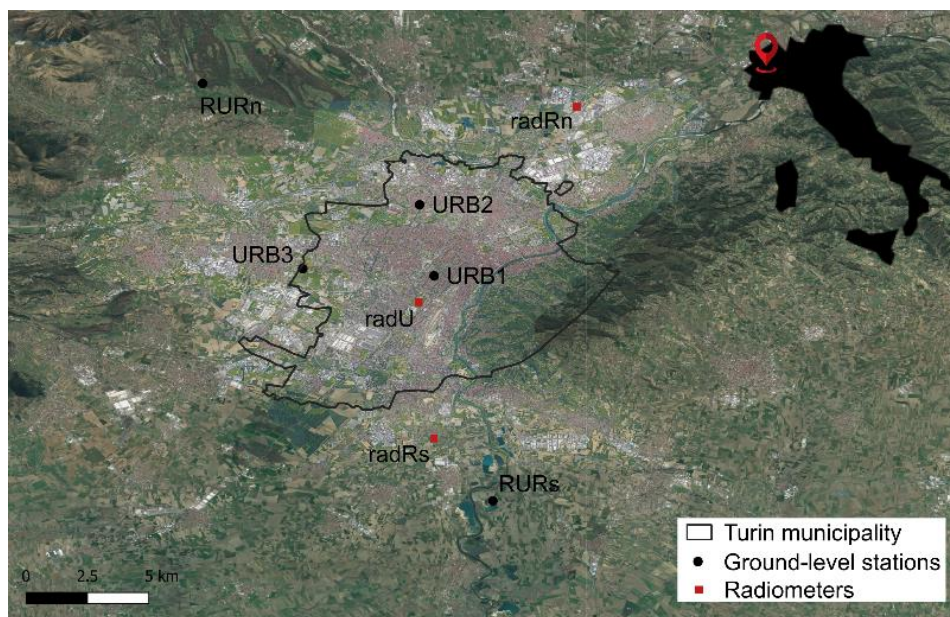 RURn
radRn
URB2
URB3
URB1
radU
radRs
RURs
Turin municipality
Ground-level stations
Radiometers
0 2.5 5 km